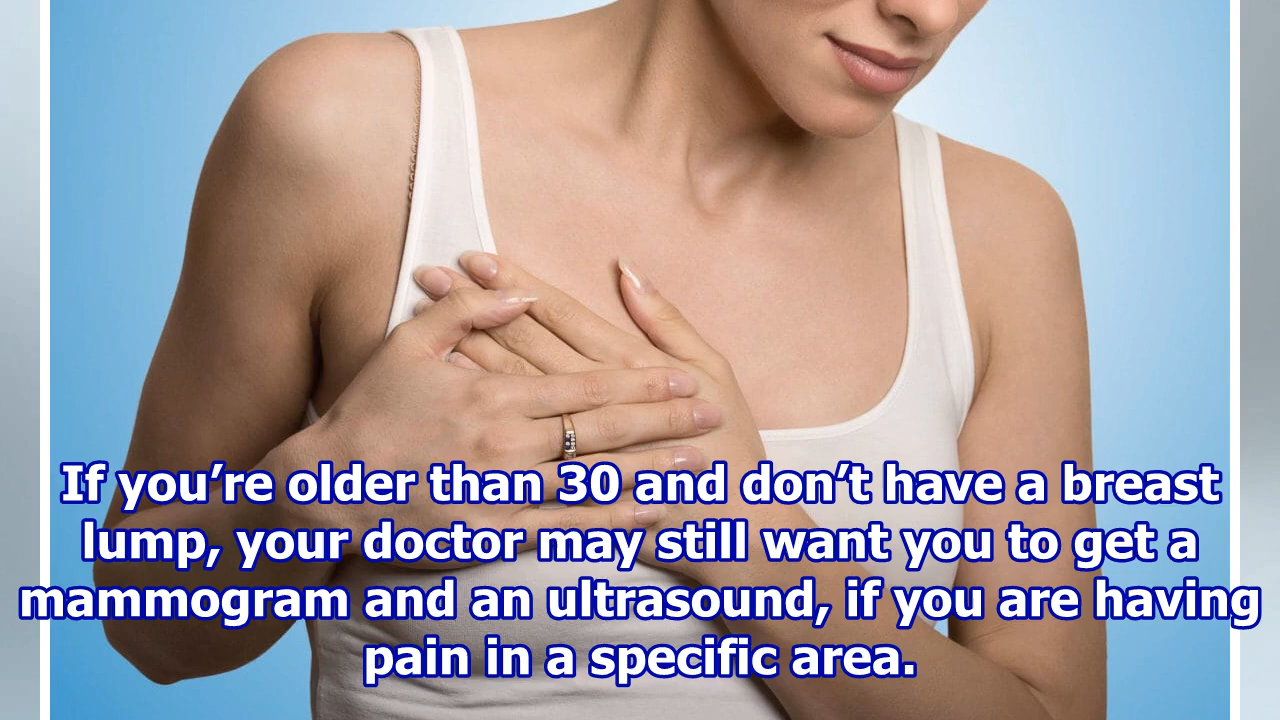 If you’re older than 30 and don’t have a breast
lump, your doctor may still want you to get a
mammogram and an ultrasound, if you are having
pain in a specific area.